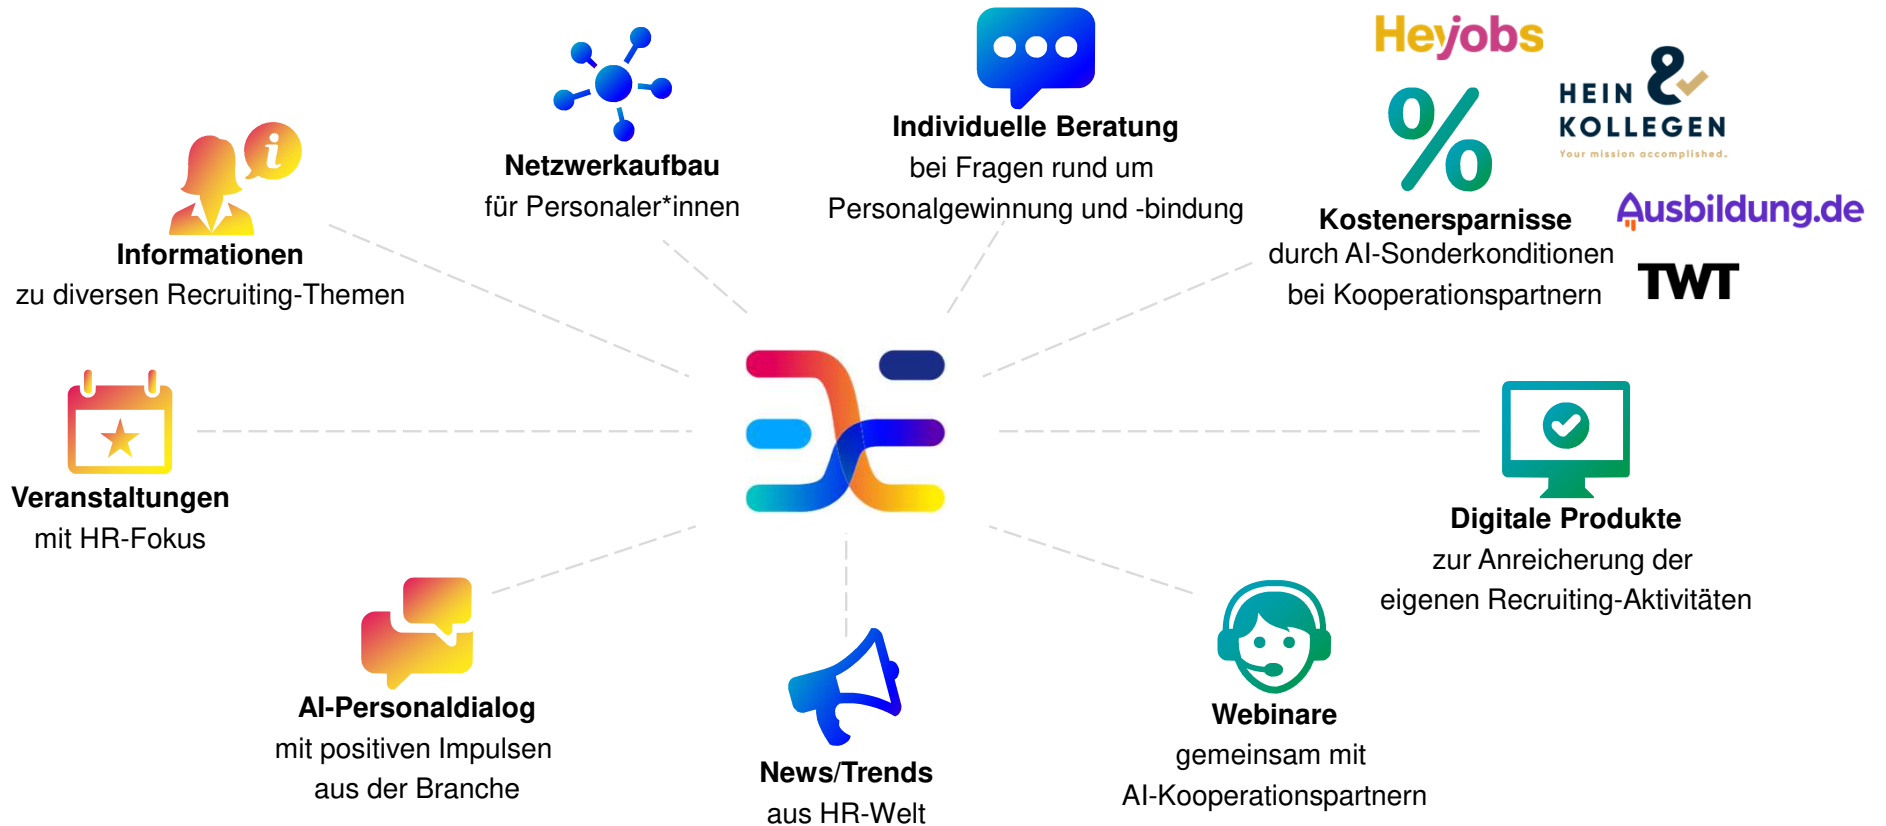 Heyjobs
HEIN &
KOLLEGEN
Your mission accomplished.
Individuelle Beratung
bei Fragen rund um
Personalgewinnung und -bindung
Netzwerkaufbau
für Personaler*innen
i
Informationen
zu diversen Recruiting-Themen
%
Kostenersparnisse
durch AI-Sonderkonditionen
bei Kooperationspartnern
Ausbildung.de
TWT
Veranstaltungen
mit HR-Fokus
Digitale Produkte
zur Anreicherung der
eigenen Recruiting-Aktivitäten
AI-Personaldialog
mit positiven Impulsen
aus der Branche
News/Trends
aus HR-Welt
Webinare
gemeinsam mit
AI-Kooperationspartnern